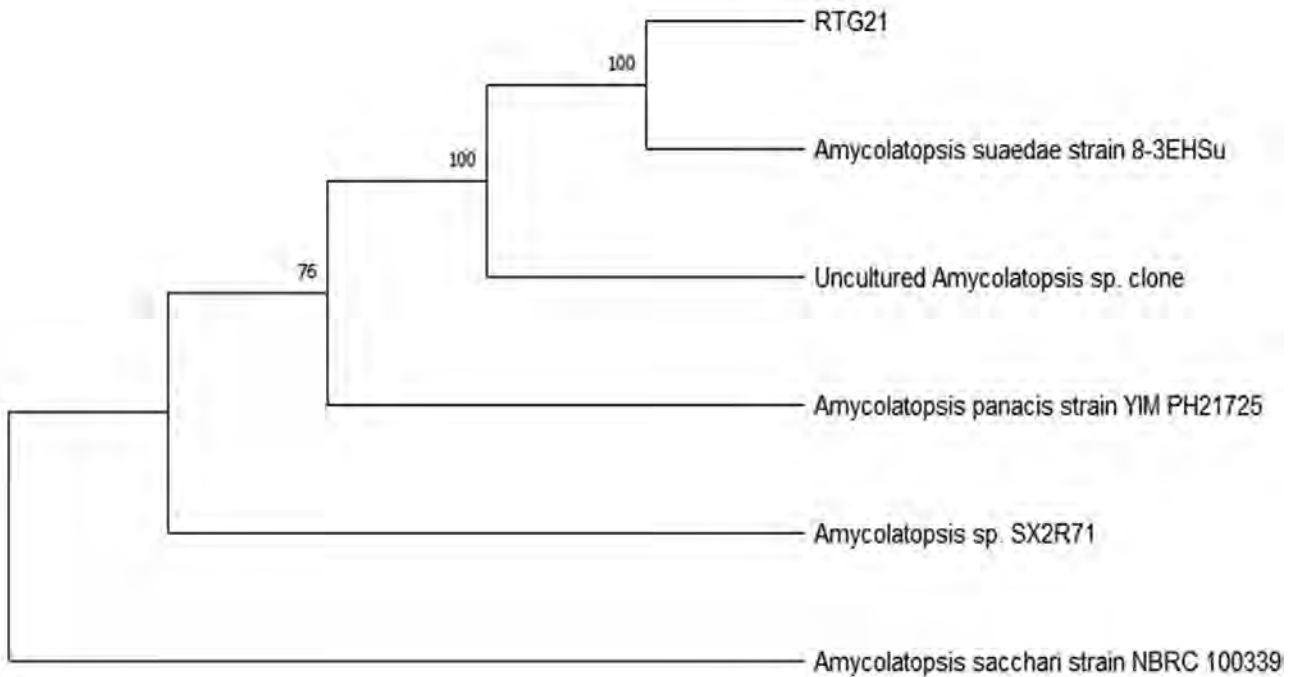 RTG21
100
Amycolatopsis suaedae strain 8-3EHSu
100
Uncultured Amycolatopsis sp. clone
76
Amycolatopsis panacis strain YIM PH21725
Amycolatopsis sp. SX2R71
Amycolatopsis sacchari strain NBRC 100339